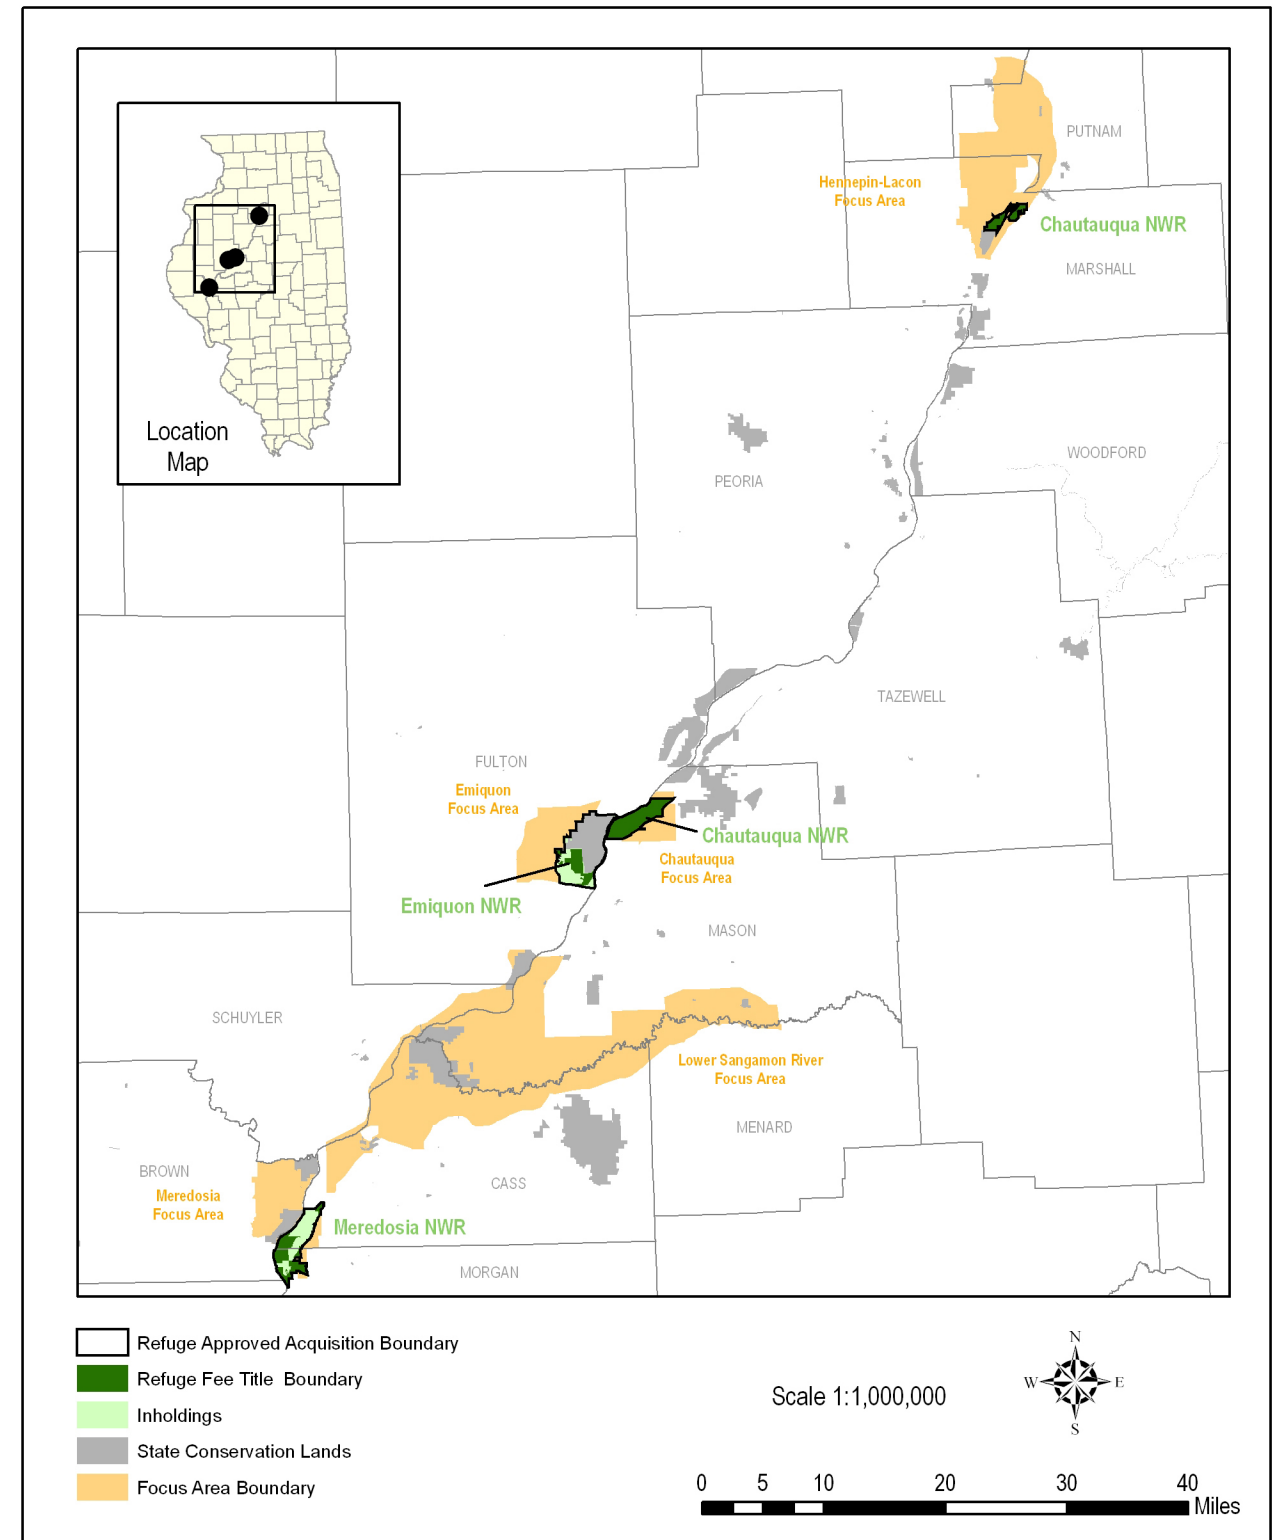 PUTNAM
Hennepin-Lacon
Focus Area
Chautauqua NWR
MARSHALL
Location
Map
WOODFORD
PEORIA
TAZEWELL
FULTON
Emiquon
Focus Area
Chautauqua NWR
Chautauqua
Focus Area
Emiquon NWR
MASON
SCHUYLER
Lower Sangamon River
Focus Area
MENARD
BROWN
CASS
Meredosia
Focus Area
Meredosia NWR
MORGAN
Refuge Approved Acquisition Boundary
Refuge Fee Title Boundary
Inholdings
State Conservation Lands
Focus Area Boundary
Scale 1:1,000,000
N
W E
S
0 5 10 20 30 40
Miles